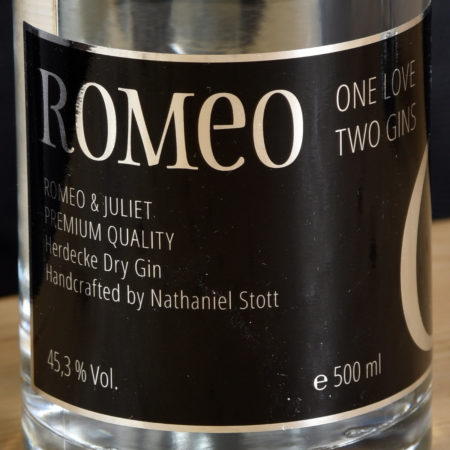 ROMEO
ONE LOVE
TWO GINS
ROMEO & JULIET
PREMIUM QUALITY
Herdecke Dry Gin
Handcrafted by Nathaniel Stott
45,3 % Vol.
℮ 500 ml